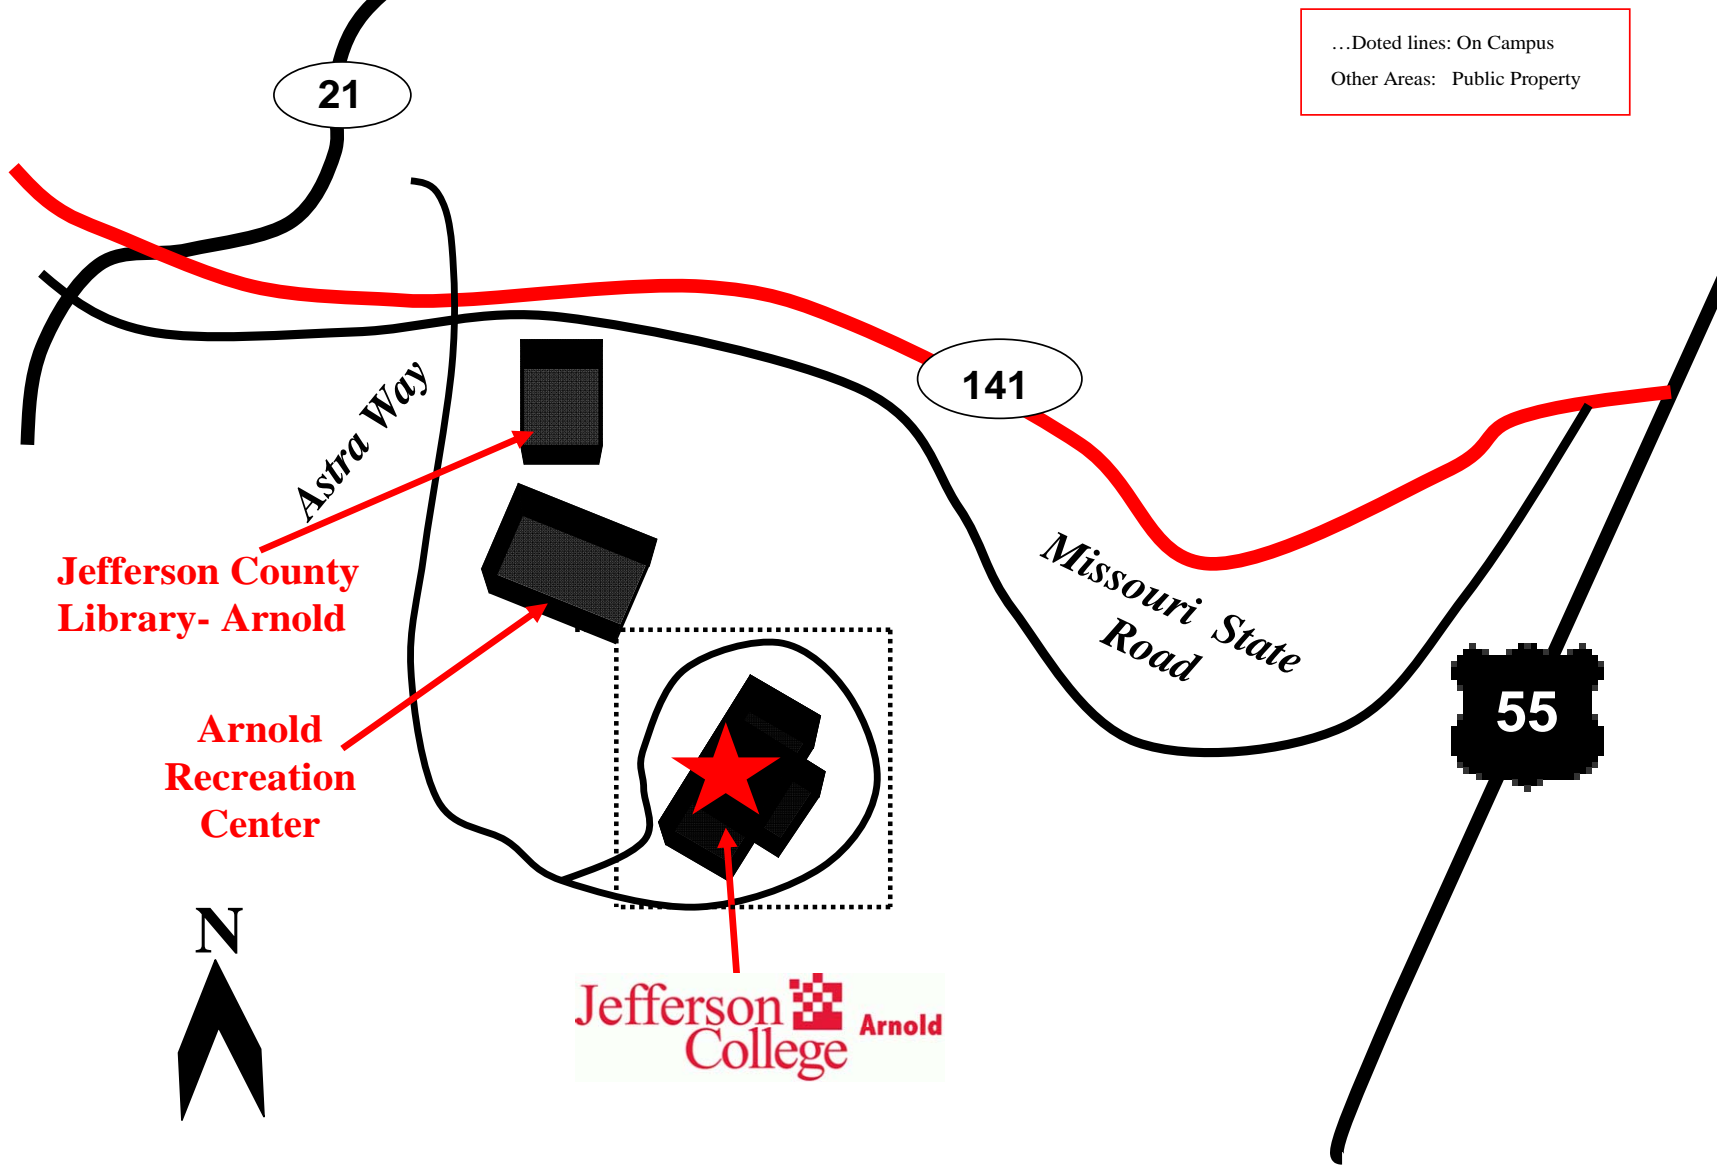 …Doted lines: On Campus
Other Areas: Public Property
21
141
Astra Way
Jefferson County
Library- Arnold
Missouri State
Road
55
Arnold
Recreation
Center
N
Jefferson
College
Arnold